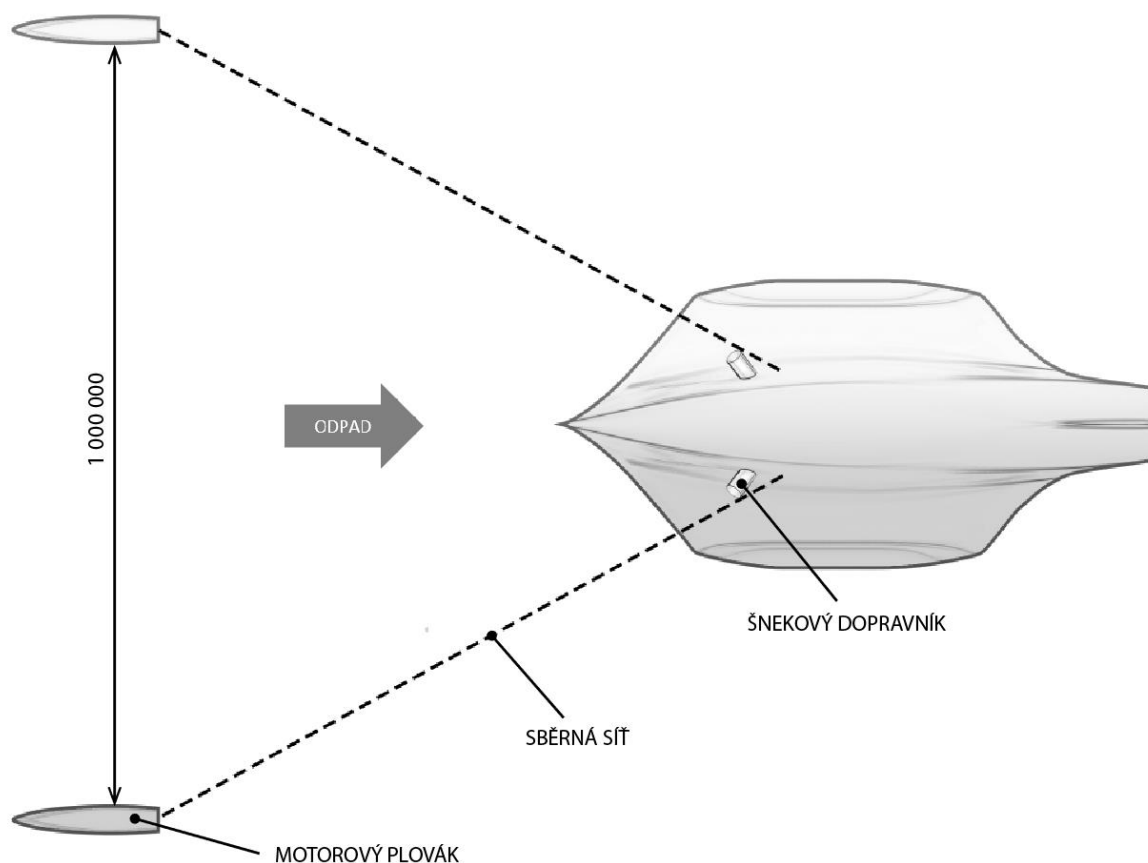 1 000 000
ODPAD
ŠNEKOVÝ DOPRAVNÍK
SBĚRNÁ SÍŤ
MOTOROVÝ PLOVÁK